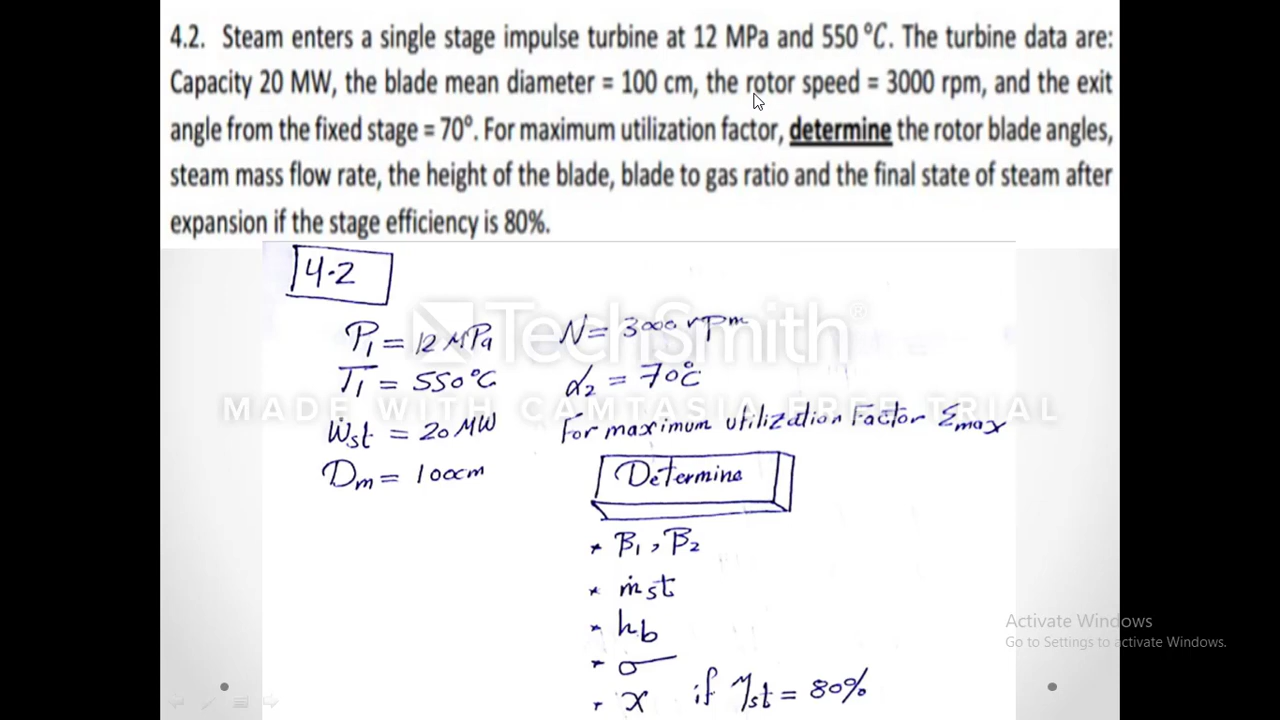 4.2. Steam enters a single stage impulse turbine at 12 MPa and 550 °C. The turbine data are:
Capacity 20 MW, the blade mean diameter = 100 cm, the rotor speed = 3000 rpm, and the exit
angle from the fixed stage = 70°. For maximum utilization factor, determine the rotor blade angles,
steam mass flow rate, the height of the blade, blade to gas ratio and the final state of steam after
expansion if the stage efficiency is 80%.
4.2
P₁ = 12 MPa N = 3000 rpm
T₁ = 550°C α₂ = 70°C
Ẇst = 20 MW For maximum utilization Factor Σmax
Dm = 100cm
Determine
* β₁, β₂
* ṁst
* hb
* σ
* x if ηst = 80%
TechSmith®
MADE WITH CAMTASIA FREE TRIAL
Activate Windows
Go to Settings to activate Windows.